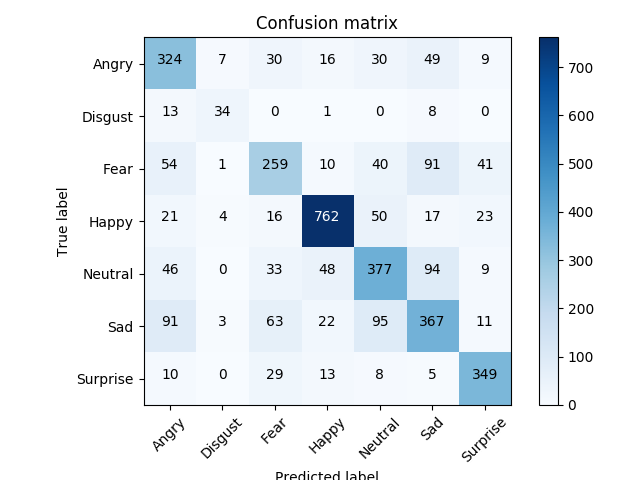 Confusion matrix
True label
Angry 324 7 30 16 30 49 9
Disgust 13 34 0 1 0 8 0
Fear 54 1 259 10 40 91 41
Happy 21 4 16 762 50 17 23
Neutral 46 0 33 48 377 94 9
Sad 91 3 63 22 95 367 11
Surprise 10 0 29 13 8 5 349
Angry Disgust Fear Happy Neutral Sad Surprise
Predicted label
700
600
500
400
300
200
100
0